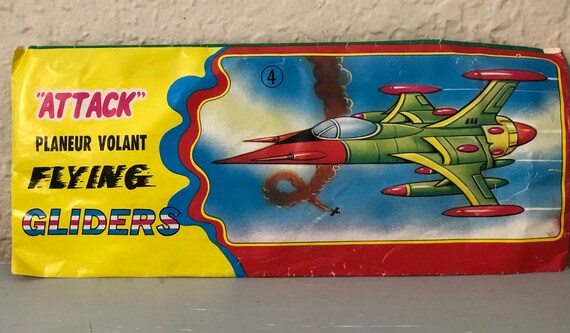 "ATTACK"
PLANEUR VOLANT
FLYING
GLIDERS
4